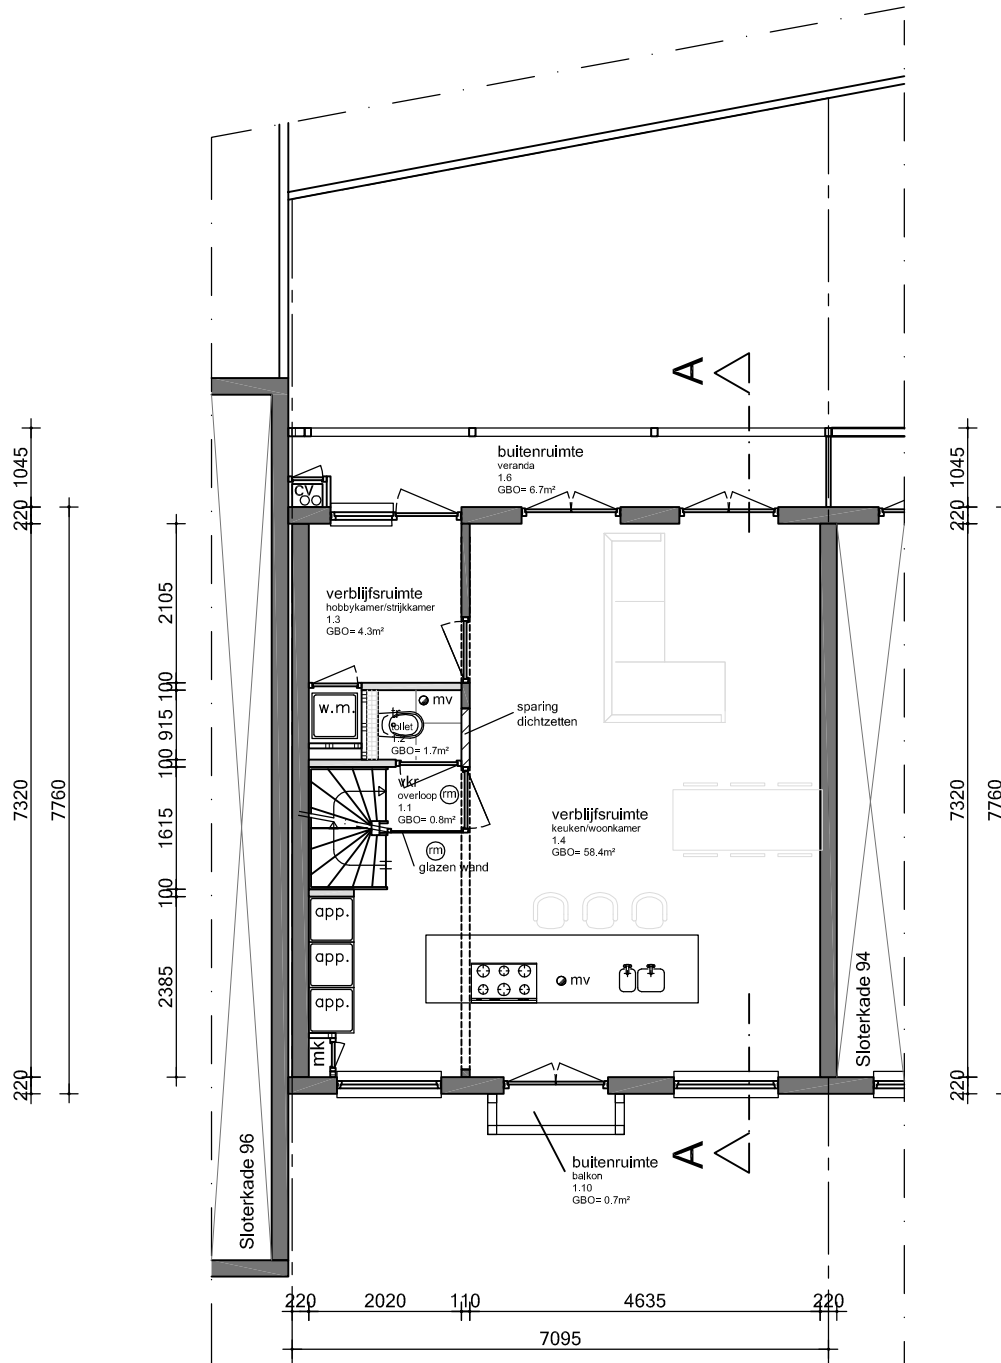 A
buitenruimte
veranda
1.6
GBO= 6.7m²
cv
verblijfsruimte
hobbykamer/strijkkamer
1.3
GBO= 4.3m²
w.m.
mv
tr
toilet
1.2
GBO= 1.7m²
sparing
dichtzetten
vkr
overloop
rm
1.1
GBO= 0.8m²
rm
glazen wand
verblijfsruimte
keuken/woonkamer
1.4
GBO= 58.4m²
app.
app.
app.
mv
mk
Sloterkade 94
Sloterkade 96
A
buitenruimte
balkon
1.10
GBO= 0.7m²
1045
220
7320
220
7760
2105
100
915
100
1615
100
2385
1045
220
7320
220
7760
220
2020
110
4635
220
7095